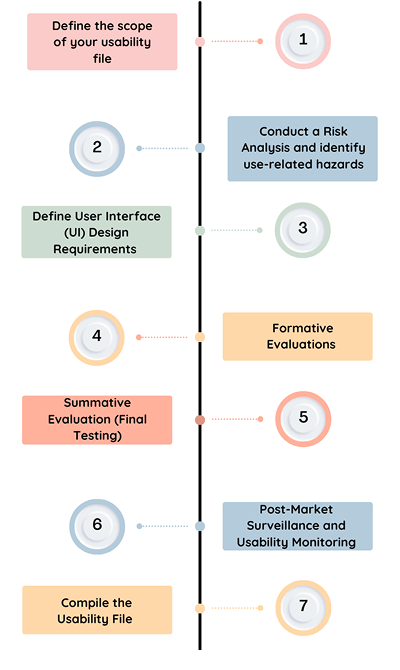 Define the scope
of your usability
file
1
2
Conduct a Risk
Analysis and identify
use-related hazards
Define User Interface
(UI) Design
Requirements
3
4
Formative
Evaluations
Summative
Evaluation (Final
Testing)
5
6
Post-Market
Surveillance and
Usability Monitoring
Compile the
Usability File
7